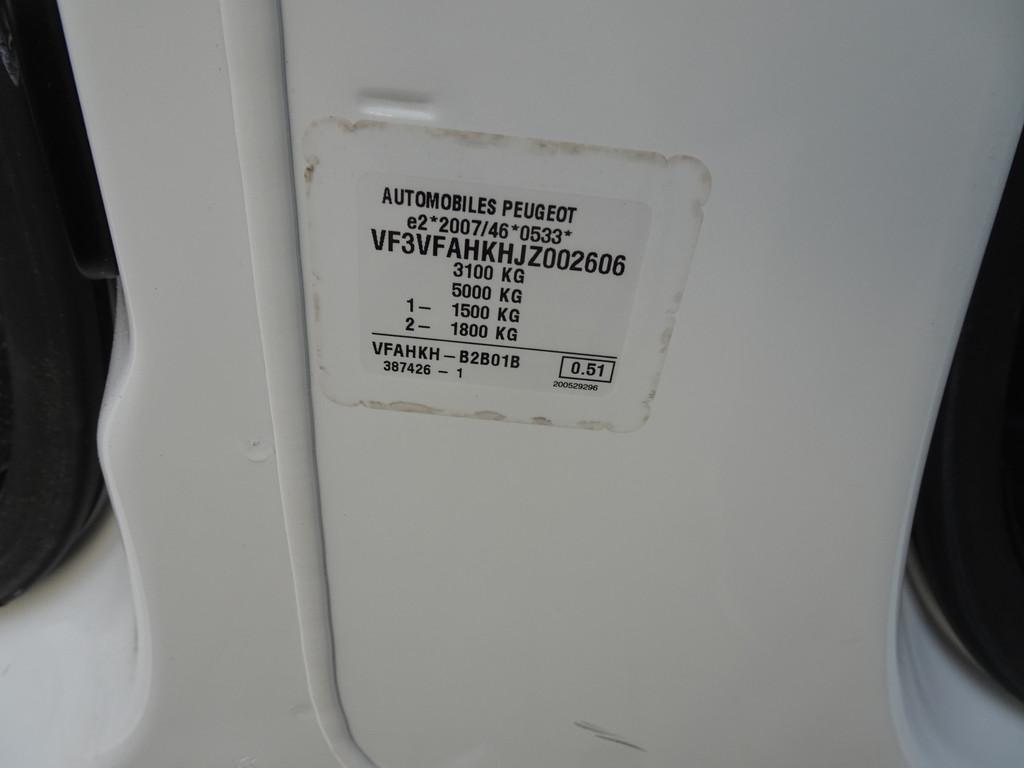 AUTOMOBILES PEUGEOT
e2*2007/46*0533*
VF3VFAHKHJZ002606
3100 KG
5000 KG
1- 1500 KG
2- 1800 KG
VFAHKH-B2B01B 0.51
387426 - 1 200529296